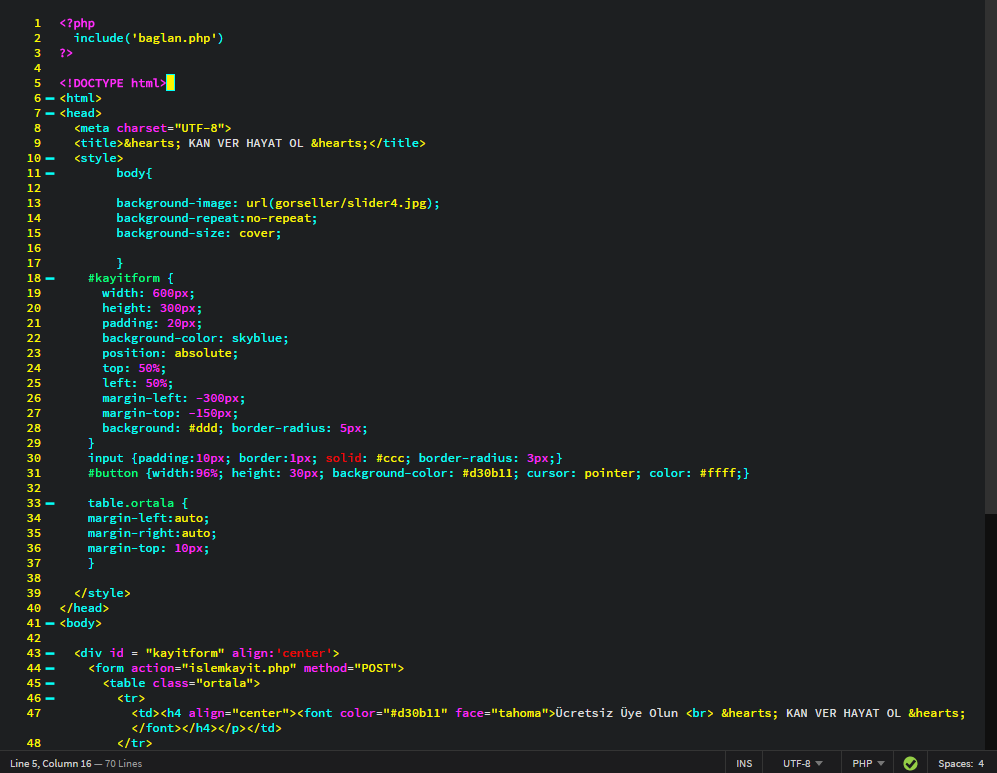 1 <?php
2 include('baglan.php')
3 ?>
4
5 <!DOCTYPE html>
6 <html>
7 <head>
8 <meta charset="UTF-8">
9 <title>&hearts; KAN VER HAYAT OL &hearts;</title>
10 <style>
11 body{
12
13 background-image: url(gorseller/slider4.jpg);
14 background-repeat:no-repeat;
15 background-size: cover;
16
17 }
18 #kayitform {
19 width: 600px;
20 height: 300px;
21 padding: 20px;
22 background-color: skyblue;
23 position: absolute;
24 top: 50%;
25 left: 50%;
26 margin-left: -300px;
27 margin-top: -150px;
28 background: #ddd; border-radius: 5px;
29 }
30 input {padding:10px; border:1px; solid: #ccc; border-radius: 3px;}
31 #button {width:96%; height: 30px; background-color: #d30b11; cursor: pointer; color: #ffff;}
32
33 table.ortala {
34 margin-left:auto;
35 margin-right:auto;
36 margin-top: 10px;
37 }
38
39 </style>
40 </head>
41 <body>
42
43 <div id = "kayitform" align:'center'>
44 <form action="islemkayit.php" method="POST">
45 <table class="ortala">
46 <tr>
47 <td><h4 align="center"><font color="#d30b11" face="tahoma">Ücretsiz Üye Olun <br> &hearts; KAN VER HAYAT OL &hearts;
</font></h4></p></td>
48 </tr>
Line 5, Column 16 — 70 Lines INS UTF-8 PHP Spaces: 4